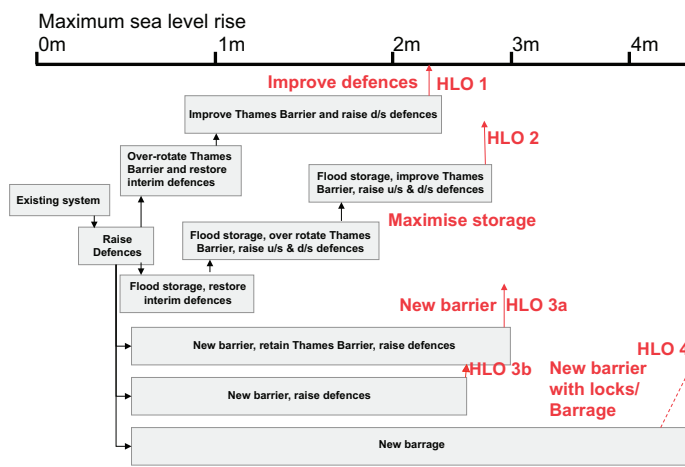 Maximum sea level rise
0m 1m 2m 3m 4m
Improve defences HLO 1
Improve Thames Barrier and raise d/s defences
HLO 2
Over-rotate Thames
Barrier and restore
interim defences
Flood storage, improve Thames
Barrier, raise u/s & d/s defences
Existing system
Maximise storage
Raise
Defences
Flood storage, over rotate Thames
Barrier, raise u/s & d/s defences
Flood storage, restore
interim defences
New barrier HLO 3a
New barrier, retain Thames Barrier, raise defences
HLO 4
HLO 3b
New barrier
with locks/
Barrage
New barrier, raise defences
New barrage